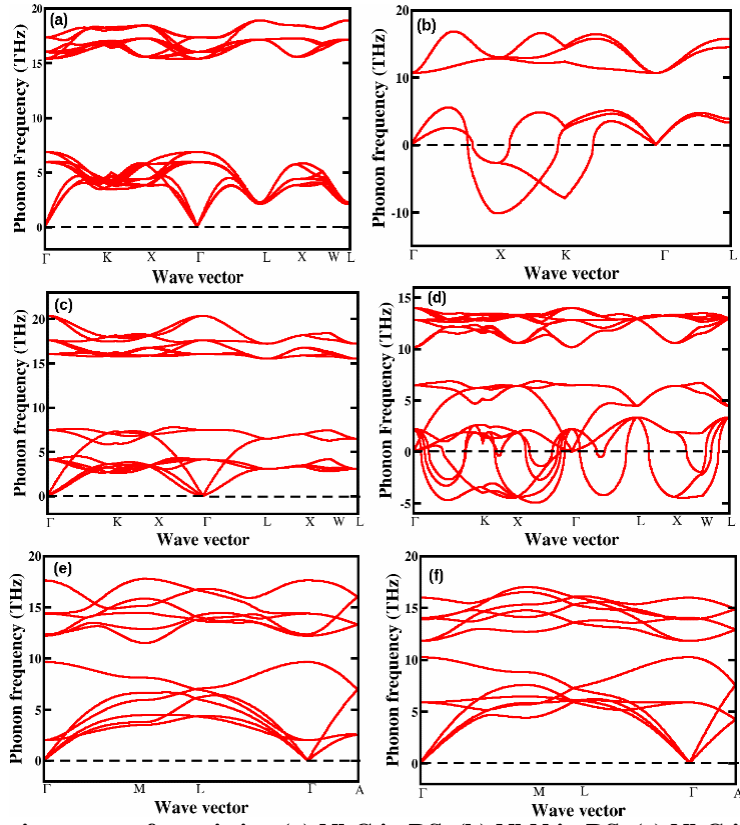 (a)
20
15
10
5
0
Phonon Frequency (THz)
Γ K X Γ L X W L
Wave vector
(b)
20
10
0
-10
Phonon frequency (THz)
Γ X K Γ L
Wave vector
(c)
20
15
10
5
0
Phonon frequency (THz)
Γ K X Γ L X W L
Wave vector
(d)
15
10
5
0
-5
Phonon frequency (THz)
Γ K X Γ L X W L
Wave vector
(e)
20
15
10
5
0
Phonon frequency (THz)
Γ M L Γ A
Wave vector
(f)
20
15
10
5
0
Phonon frequency (THz)
Γ M L Γ A
Wave vector